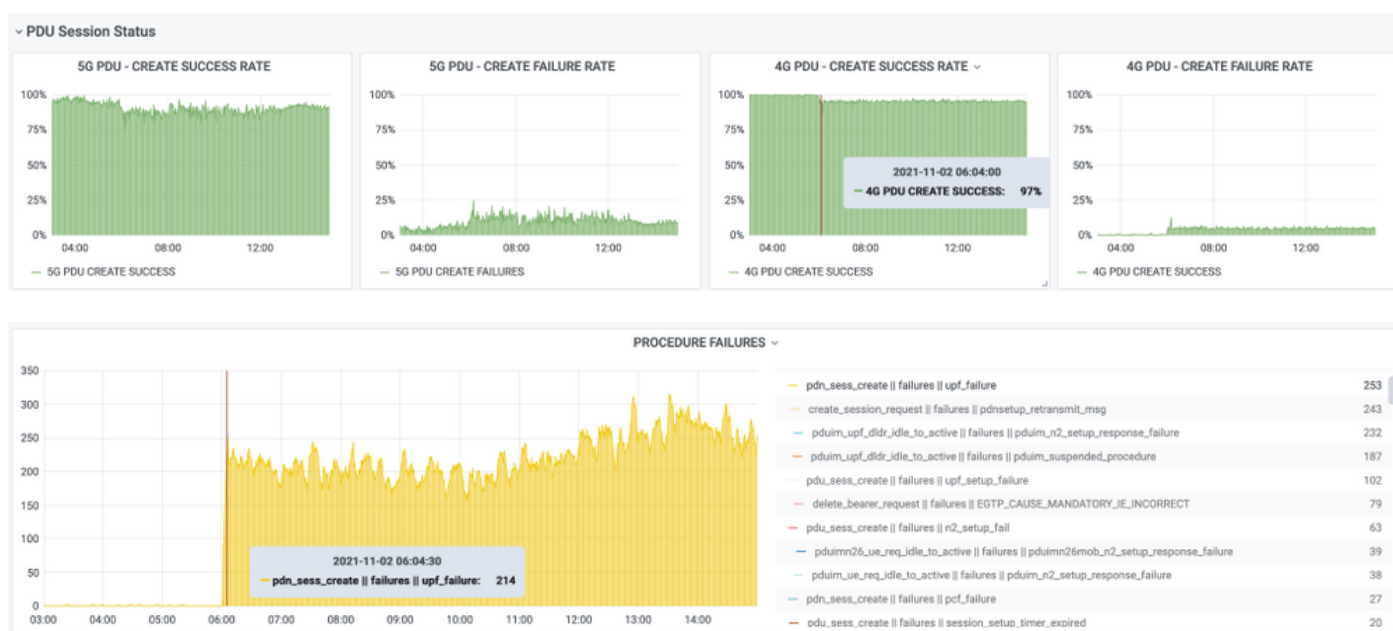 PDU Session Status
5G PDU - CREATE SUCCESS RATE
100%
75%
50%
25%
0%
04:00 08:00 12:00
5G PDU CREATE SUCCESS
5G PDU - CREATE FAILURE RATE
100%
75%
50%
25%
0%
04:00 08:00 12:00
5G PDU CREATE FAILURES
4G PDU - CREATE SUCCESS RATE
100%
75%
50%
25%
0%
2021-11-02 06:04:00
4G PDU CREATE SUCCESS: 97%
04:00 08:00 12:00
4G PDU CREATE SUCCESS
4G PDU - CREATE FAILURE RATE
100%
75%
50%
25%
0%
04:00 08:00 12:00
4G PDU CREATE SUCCESS
PROCEDURE FAILURES
350
300
250
200
150
100
50
0
2021-11-02 06:04:30
pdn_sess_create || failures || upf_failure: 214
03:00 04:00 05:00 06:00 07:00 08:00 09:00 10:00 11:00 12:00 13:00 14:00
pdn_sess_create || failures || upf_failure 253
create_session_request || failures || pdnsetup_retransmit_msg 243
pduim_upf_dldr_idle_to_active || failures || pduim_n2_setup_response_failure 232
pduim_upf_dldr_idle_to_active || failures || pduim_suspended_procedure 187
pdu_sess_create || failures || upf_setup_failure 102
delete_bearer_request || failures || EGTP_CAUSE_MANDATORY_IE_INCORRECT 79
pdu_sess_create || failures || n2_setup_fail 63
pduimn26_ue_req_idle_to_active || failures || pduimn26mob_n2_setup_response_failure 39
pduim_ue_req_idle_to_active || failures || pduim_n2_setup_response_failure 38
pdn_sess_create || failures || pcf_failure 27
pdu_sess_create || failures || session_setup_timer_expired 20